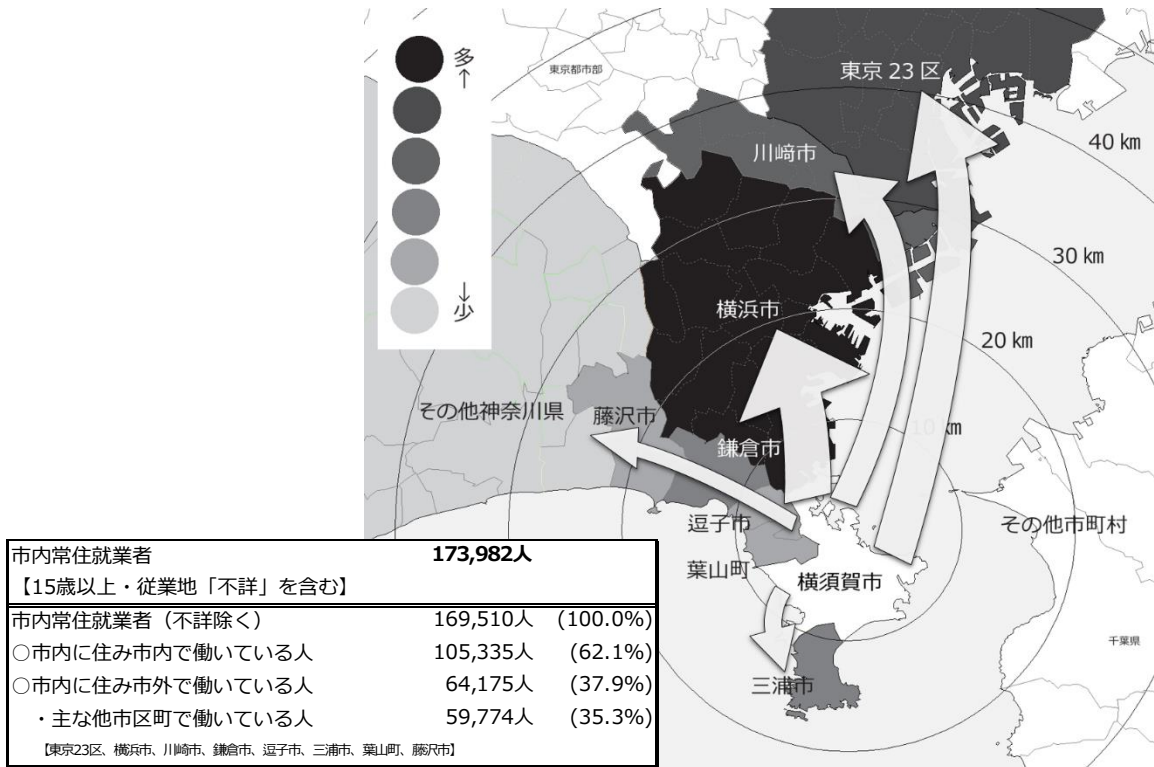 多
↑
↓
少
東京都市部
東京 23 区
川﨑市
40 km
30 km
横浜市
20 km
その他神奈川県
藤沢市
10 km
鎌倉市
逗子市
その他市町村
葉山町
横須賀市
千葉県
三浦市
市内常住就業者 173,982人
【15歳以上・従業地「不詳」を含む】
市内常住就業者（不詳除く） 169,510人 (100.0%)
○市内に住み市内で働いている人 105,335人 (62.1%)
○市内に住み市外で働いている人 64,175人 (37.9%)
・主な他市区町で働いている人 59,774人 (35.3%)
【東京23区、横浜市、川崎市、鎌倉市、逗子市、三浦市、葉山町、藤沢市】